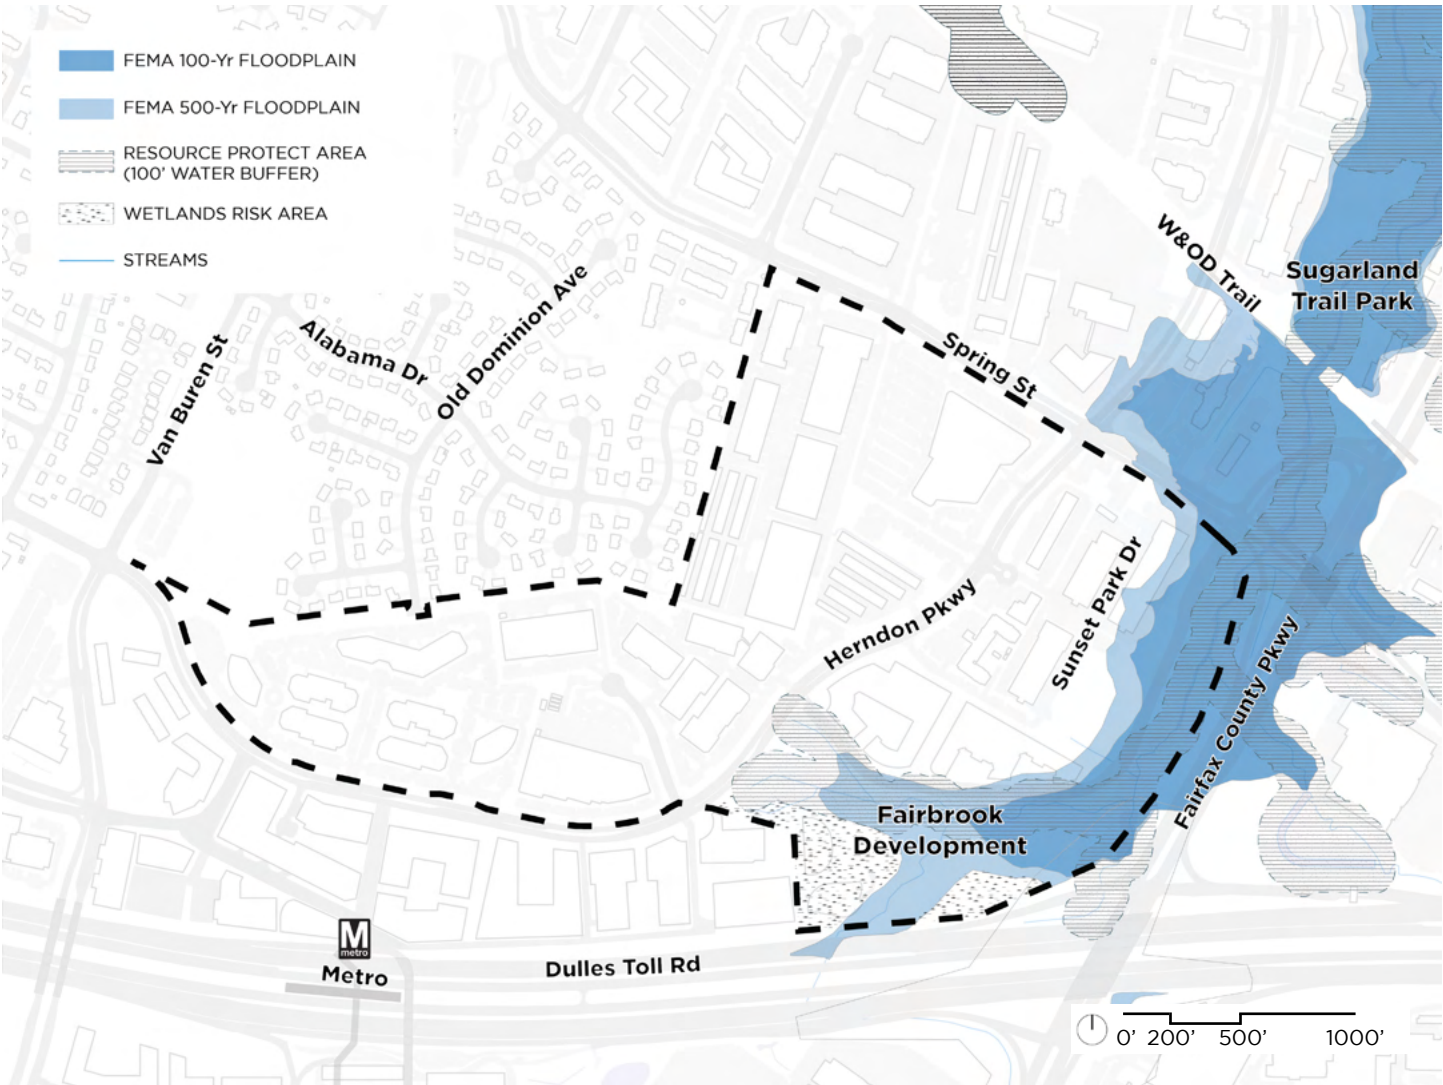 FEMA 100-Yr FLOODPLAIN
FEMA 500-Yr FLOODPLAIN
RESOURCE PROTECT AREA
(100' WATER BUFFER)
WETLANDS RISK AREA
STREAMS
W&OD Trail
Sugarland
Trail Park
Van Buren St
Alabama Dr
Old Dominion Ave
Spring St
Herndon Pkwy
Sunset Park Dr
Fairfax County Pkwy
Fairbrook
Development
M
metro
Metro
Dulles Toll Rd
0' 200' 500' 1000'